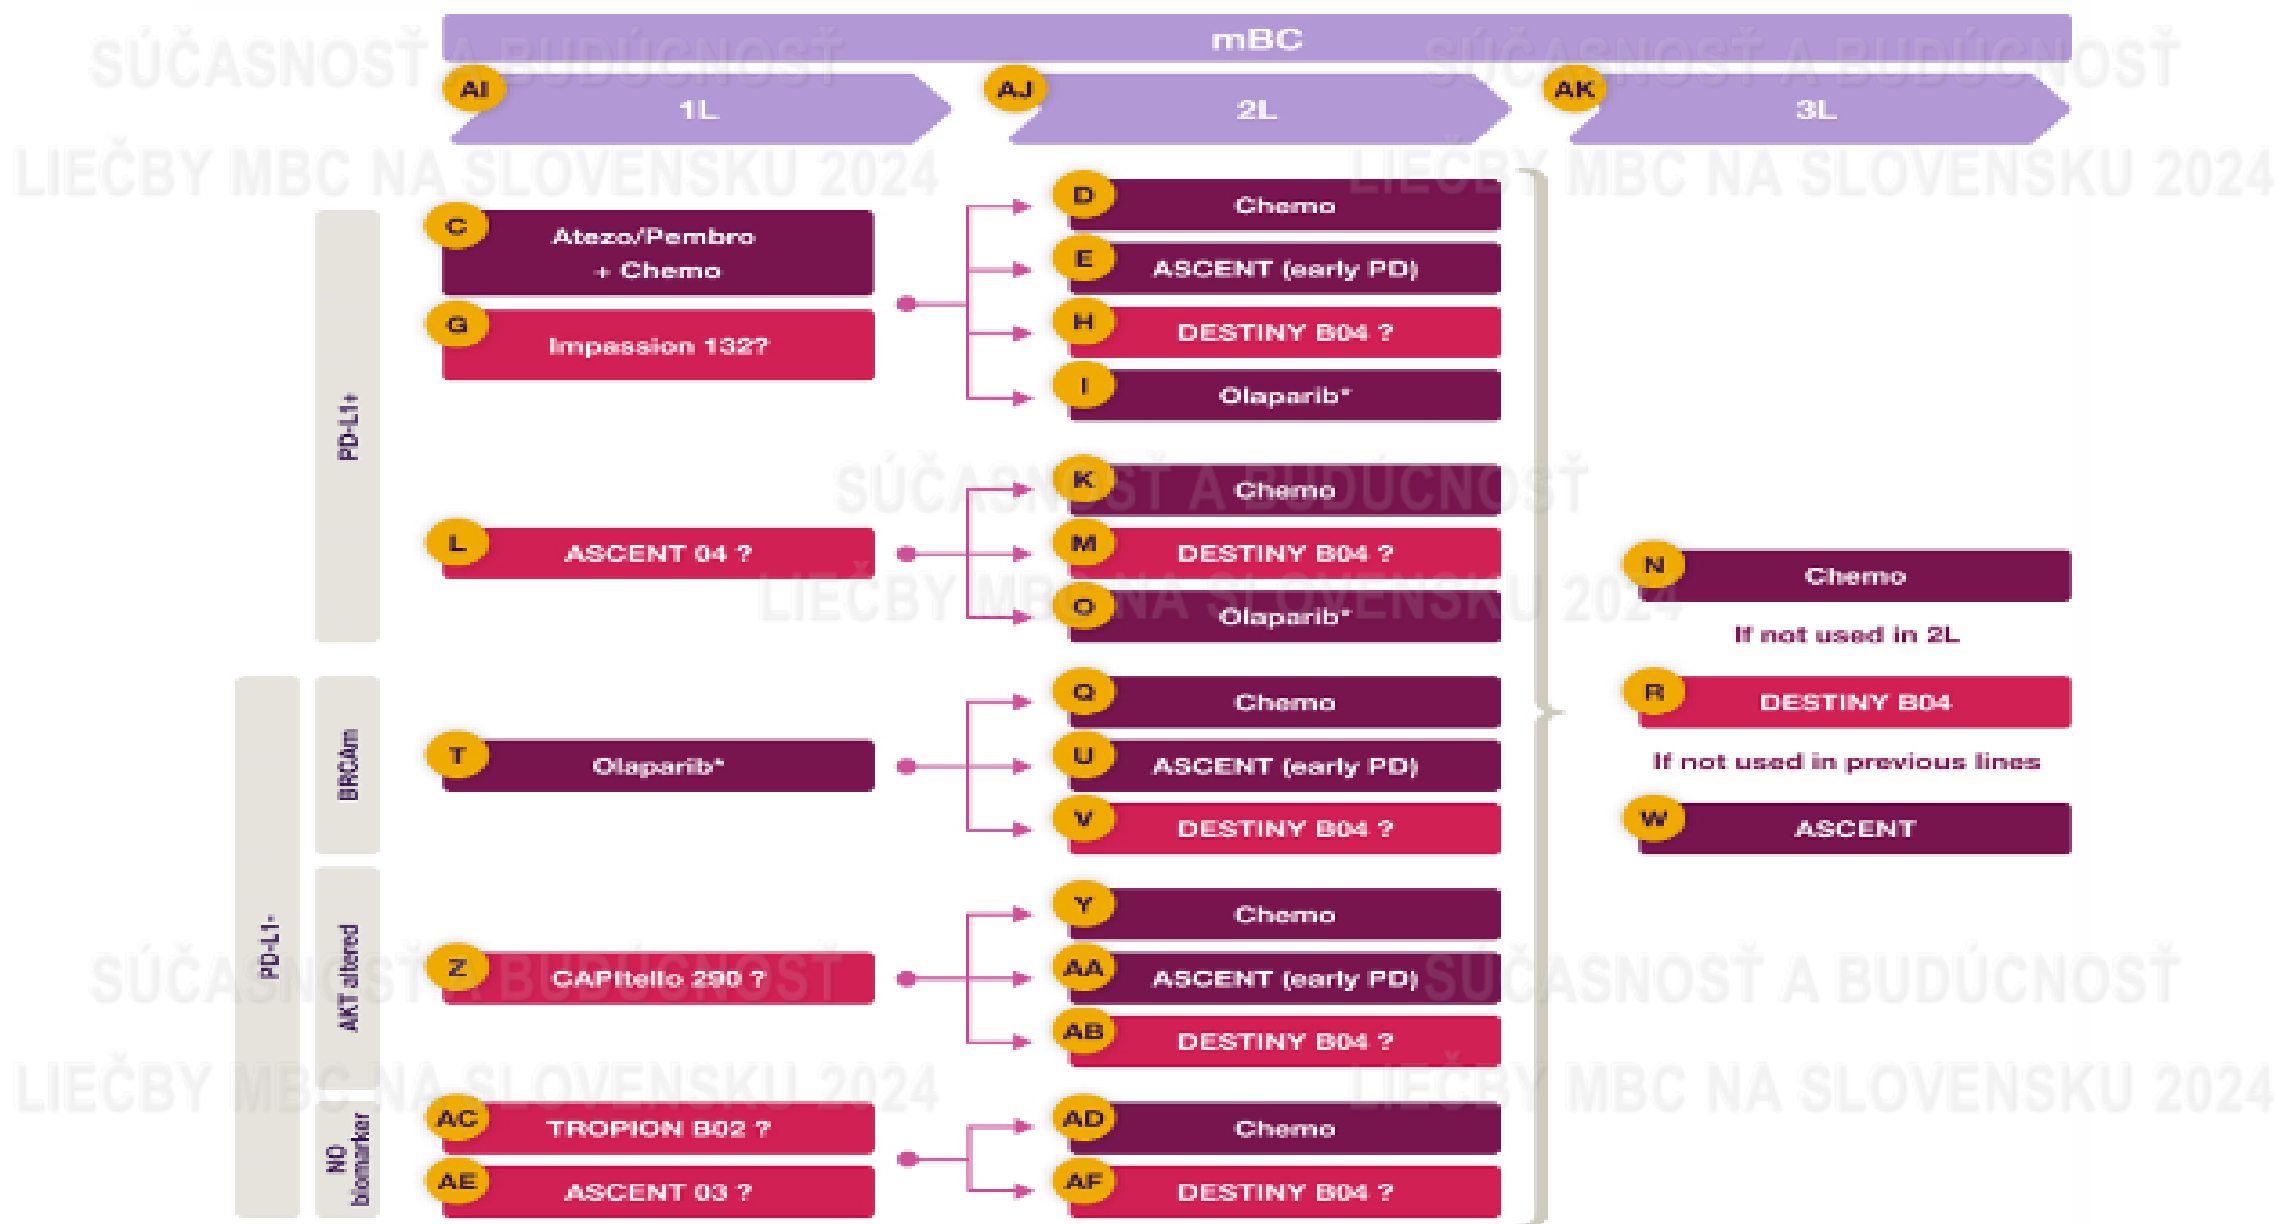 mBC
AI
1L
AJ
2L
AK
3L
SÚČASNOSŤ A BUDÚCNOSŤ
LIEČBY MBC NA SLOVENSKU 2024
SÚČASNOSŤ A BUDÚCNOSŤ
LIEČBY MBC NA SLOVENSKU 2024
PD-L1+
C
Atezo/Pembro
+ Chemo
G
Impassion 132?
D
Chemo
E
ASCENT (early PD)
H
DESTINY B04 ?
I
Olaparib*
SÚČASNOSŤ A BUDÚCNOSŤ
LIEČBY MBC NA SLOVENSKU 2024
L
ASCENT 04 ?
K
Chemo
M
DESTINY B04 ?
O
Olaparib*
PD-L1-
BRCAm
T
Olaparib*
Q
Chemo
U
ASCENT (early PD)
V
DESTINY B04 ?
AKT altered
Z
CAPItello 290 ?
Y
Chemo
AA
ASCENT (early PD)
AB
DESTINY B04 ?
NO
biomarker
AC
TROPION B02 ?
AE
ASCENT 03 ?
AD
Chemo
AF
DESTINY B04 ?
N
Chemo
If not used in 2L
R
DESTINY B04
If not used in previous lines
W
ASCENT
SÚČASNOSŤ A BUDÚCNOSŤ
LIEČBY MBC NA SLOVENSKU 2024
SÚČASNOSŤ A BUDÚCNOSŤ
LIEČBY MBC NA SLOVENSKU 2024